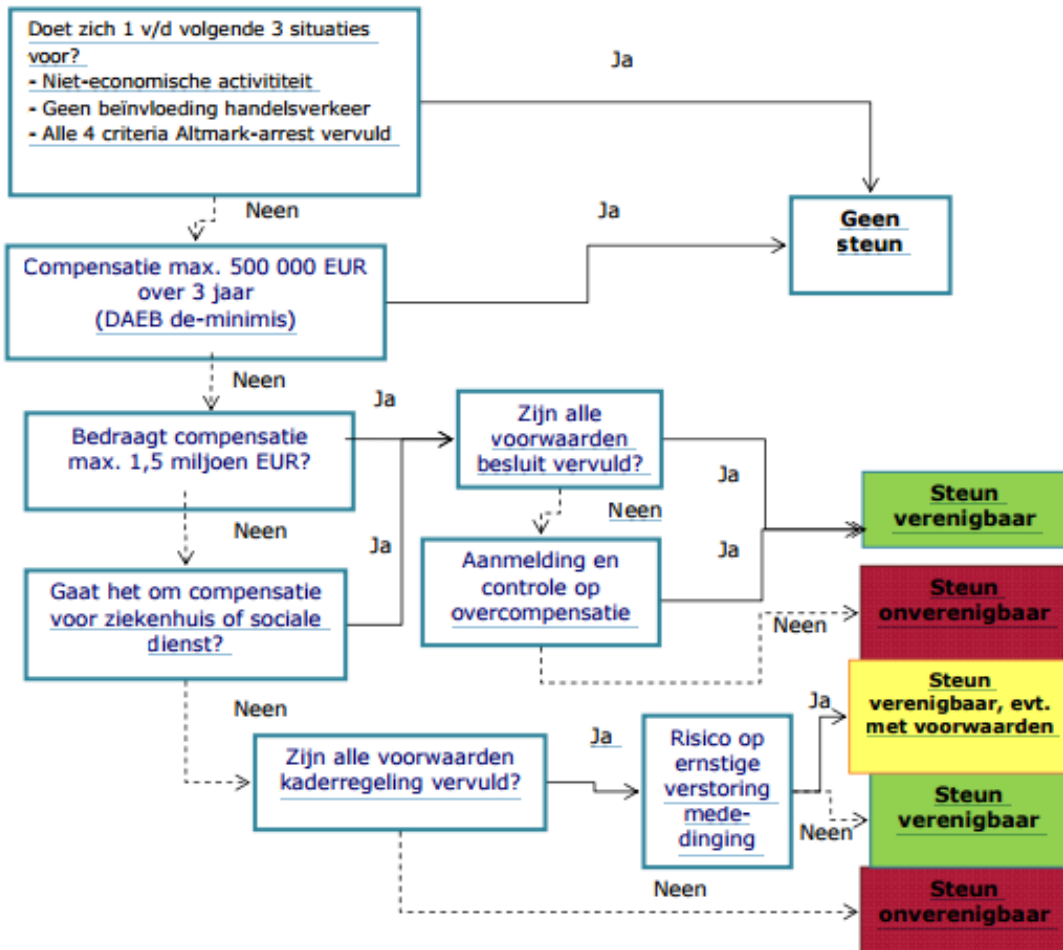 Doet zich 1 v/d volgende 3 situaties
voor?
- Niet-economische activititeit
- Geen beïnvloeding handelsverkeer
- Alle 4 criteria Altmark-arrest vervuld
Ja
Neen
Ja
Geen
steun
Compensatie max. 500 000 EUR
over 3 jaar
(DAEB de-minimis)
Neen
Ja
Bedraagt compensatie
max. 1,5 miljoen EUR?
Zijn alle
voorwaarden
besluit vervuld?
Ja
Neen
Steun
verenigbaar
Neen
Ja
Ja
Gaat het om compensatie
voor ziekenhuis of sociale
dienst?
Aanmelding en
controle op
overcompensatie
Neen
Steun
onverenigbaar
Neen
Steun
verenigbaar, evt.
met voorwaarden
Ja
Zijn alle voorwaarden
kaderregeling vervuld?
Ja
Risico op
ernstige
verstoring
mede-
dinging
Neen
Steun
verenigbaar
Neen
Steun
onverenigbaar